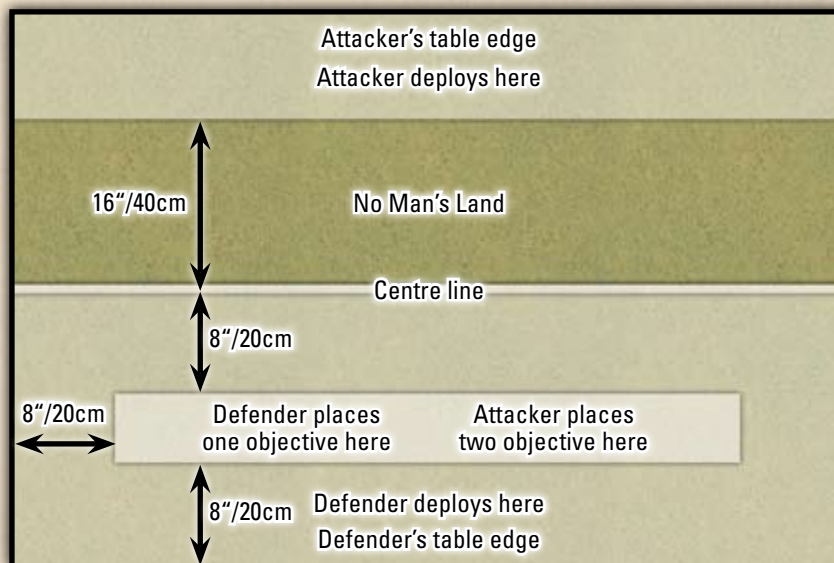 Attacker's table edge
Attacker deploys here
16“/40cm
No Man's Land
Centre line
8“/20cm
8“/20cm
Defender places
one objective here
Attacker places
two objective here
8“/20cm
Defender deploys here
Defender's table edge